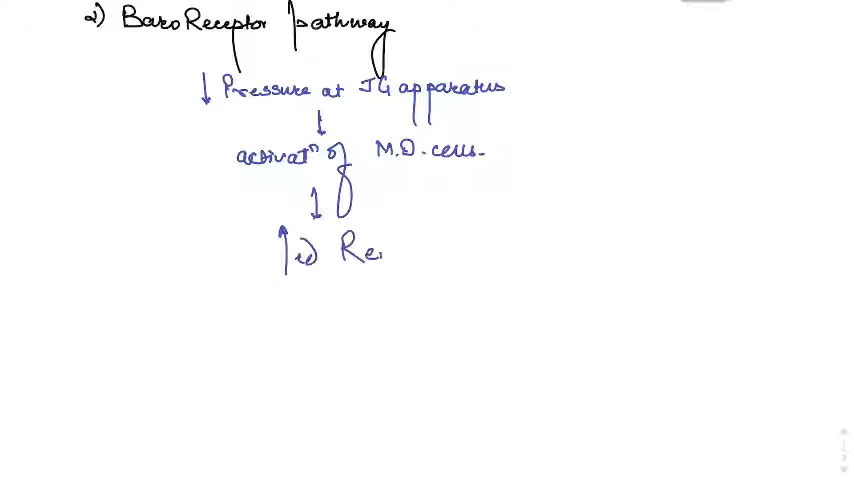 2) BaroReceptor pathway
↓ Pressure at JG apparatus
↓
activatⁿ of M.D. cells.
↓
↑ed Re